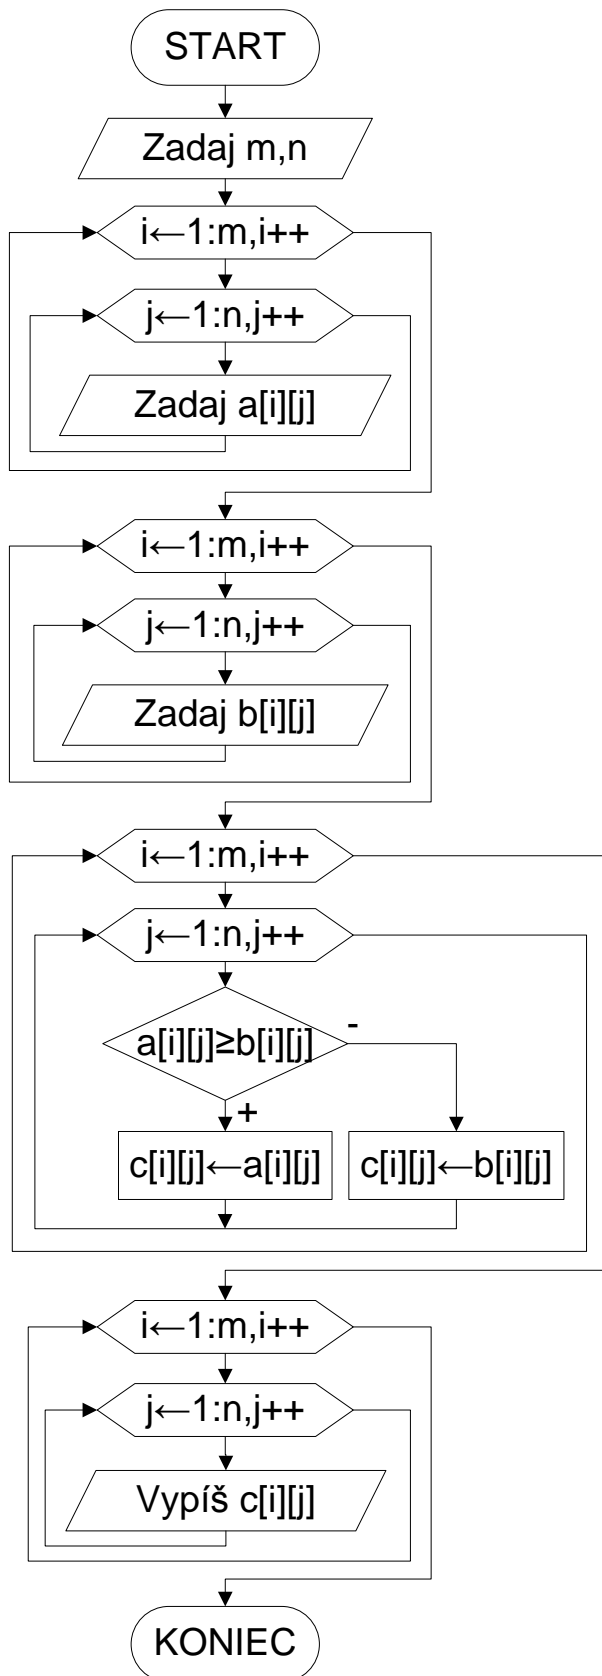 START
Zadaj m,n
i←1:m,i++
j←1:n,j++
Zadaj a[i][j]
i←1:m,i++
j←1:n,j++
Zadaj b[i][j]
i←1:m,i++
j←1:n,j++
a[i][j]≥b[i][j]
-
+
c[i][j]←a[i][j]
c[i][j]←b[i][j]
i←1:m,i++
j←1:n,j++
Vypíš c[i][j]
KONIEC